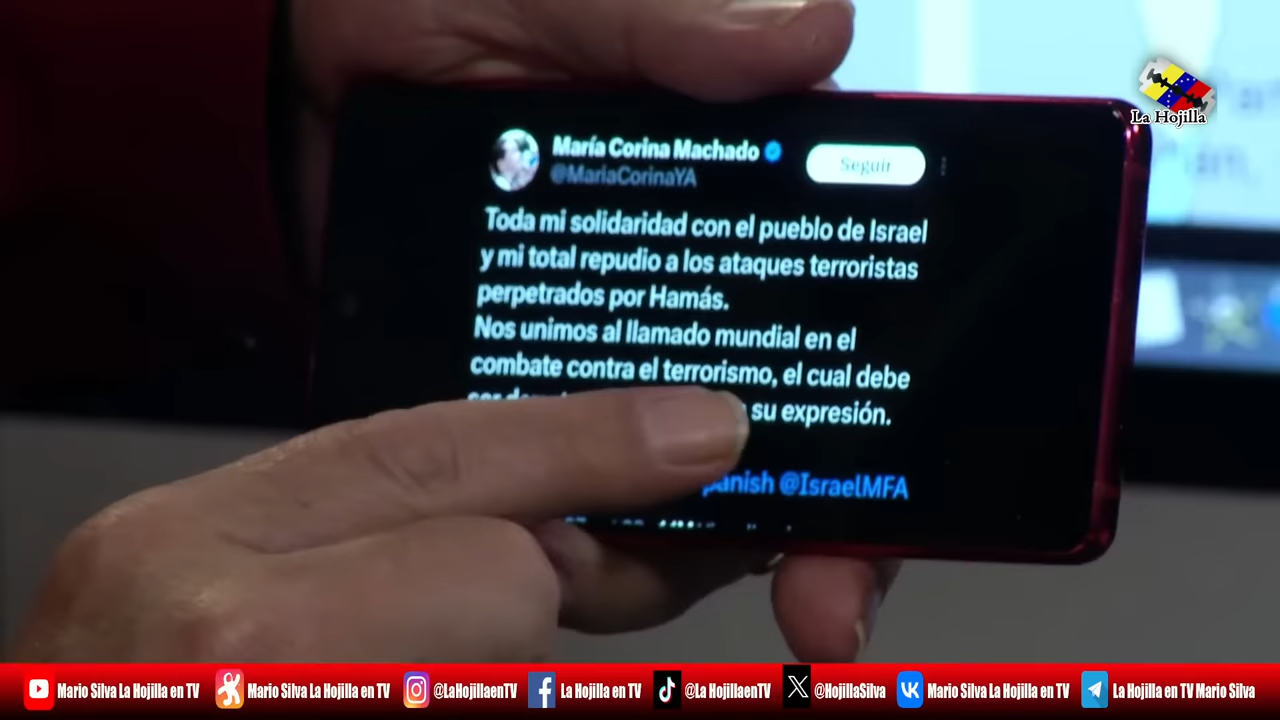 La Hojilla
María Corina Machado
Seguir
@MariaCorinaYA
Toda mi solidaridad con el pueblo de Israel
y mi total repudio a los ataques terroristas
perpetrados por Hamás.
Nos unimos al llamado mundial en el
combate contra el terrorismo, el cual debe
su expresión.
@IsraelMFA
Mario Silva La Hojilla en TV
Mario Silva La Hojilla en TV
@LaHojillaenTV
La Hojilla en TV
@La HojillaenTV
@HojillaSilva
Mario Silva La Hojilla en TV
La Hojilla en TV Mario Silva